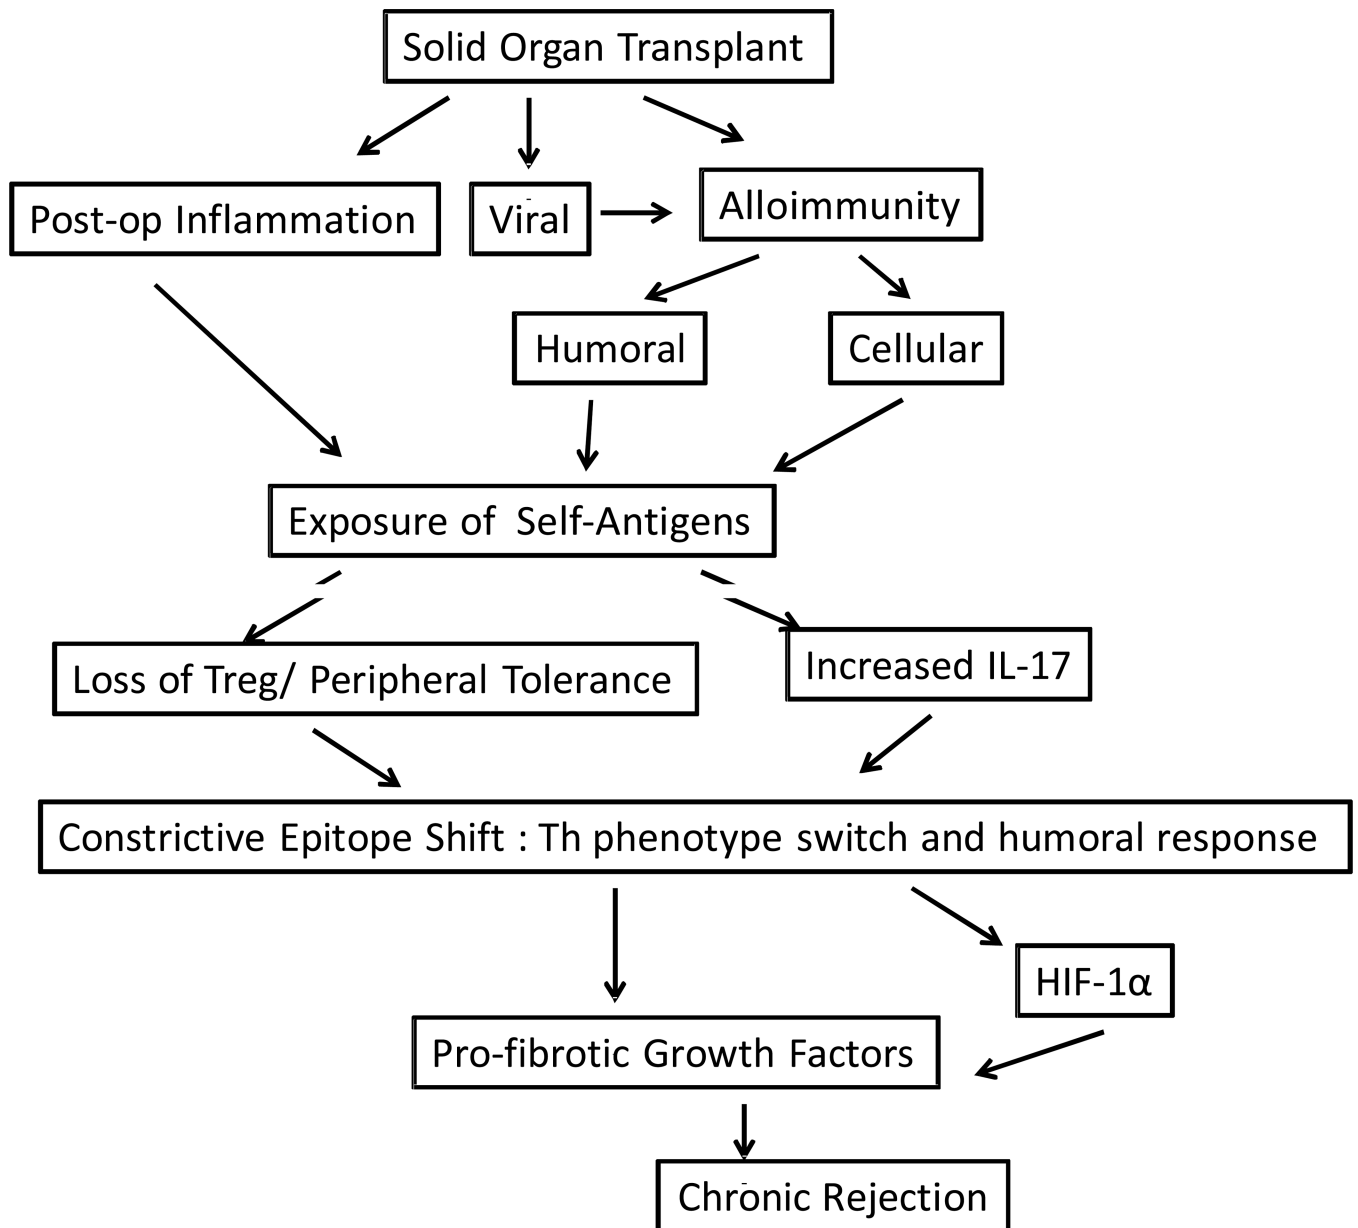 Solid Organ Transplant
Post-op Inflammation
Viral
Alloimmunity
Humoral
Cellular
Exposure of Self-Antigens
Loss of Treg/ Peripheral Tolerance
Increased IL-17
Constrictive Epitope Shift : Th phenotype switch and humoral response
HIF-1α
Pro-fibrotic Growth Factors
Chronic Rejection